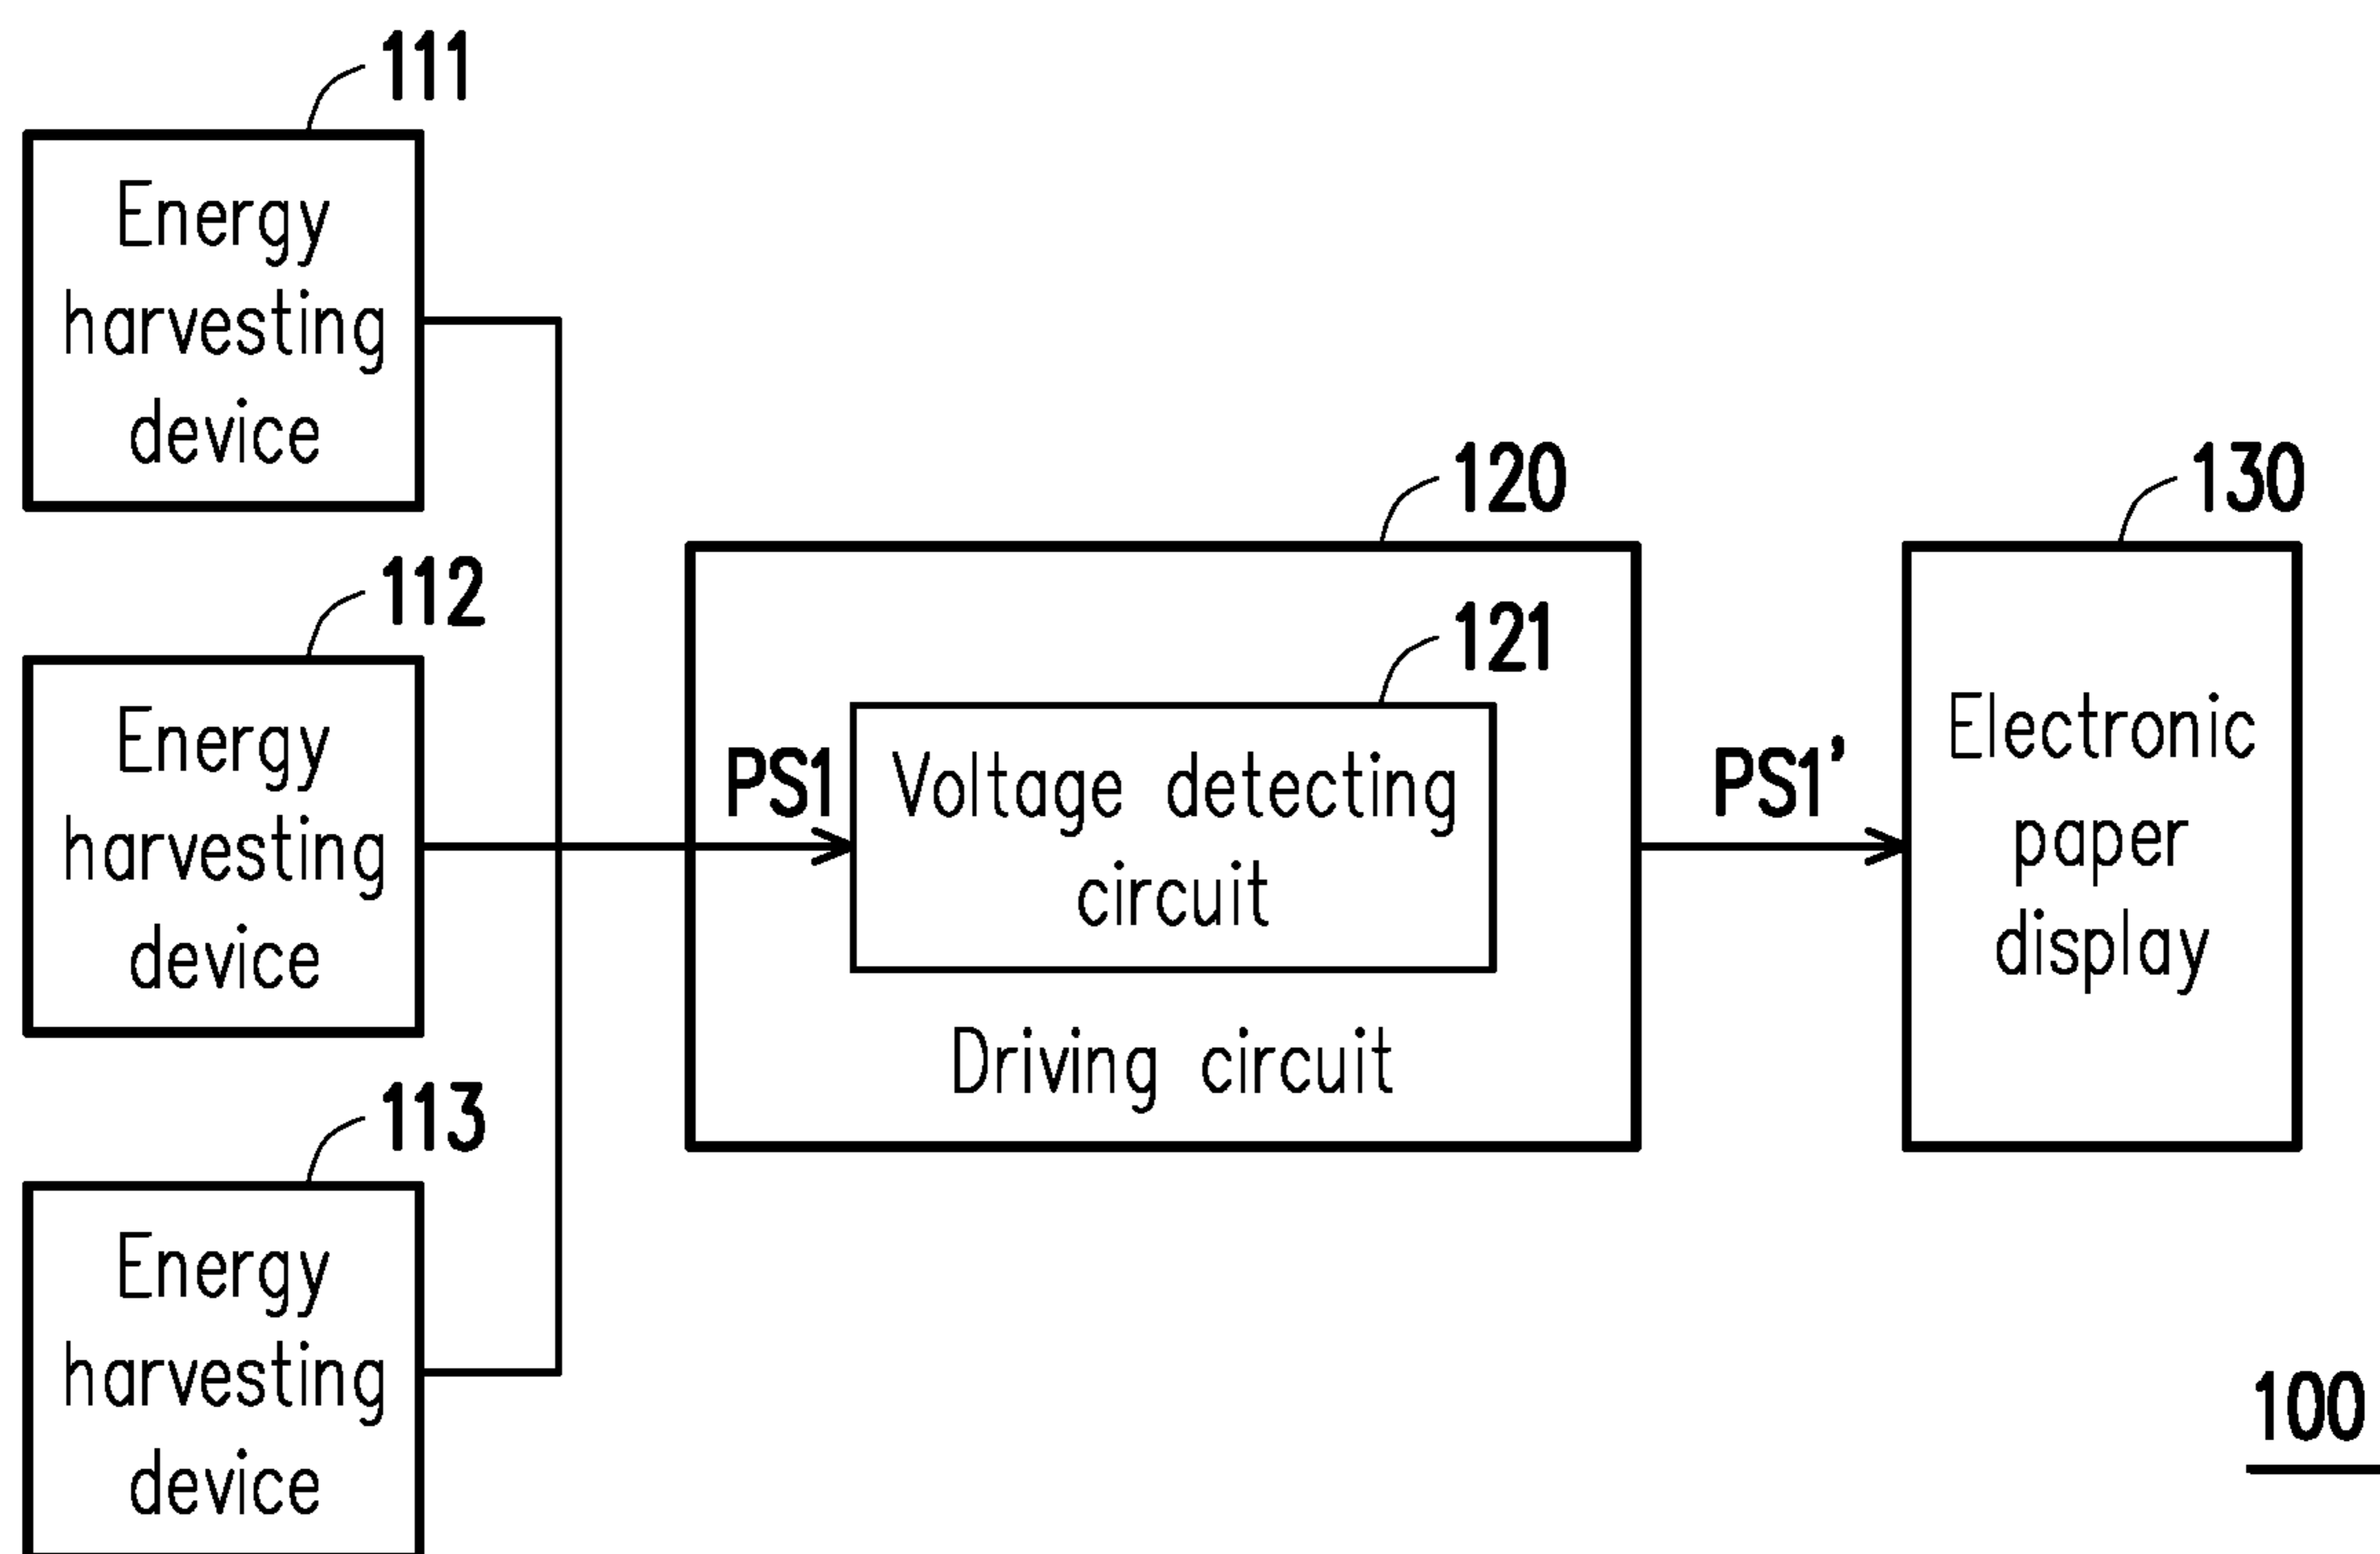 111
Energy
harvesting
device
112
Energy
harvesting
device
113
Energy
harvesting
device
120
121
PS1
Voltage detecting
circuit
Driving circuit
PS1’
130
Electronic
paper
display
100